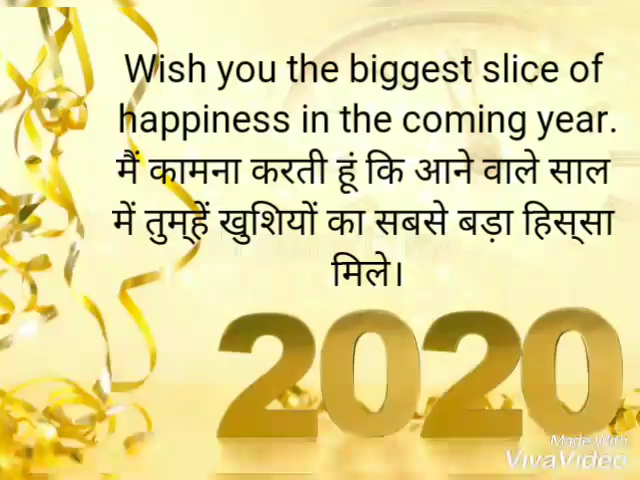 Wish you the biggest slice of
happiness in the coming year.
मैं कामना करती हूं कि आने वाले साल
में तुम्हें खुशियों का सबसे बड़ा हिस्सा
मिले।
2020
Made With
VivaVideo